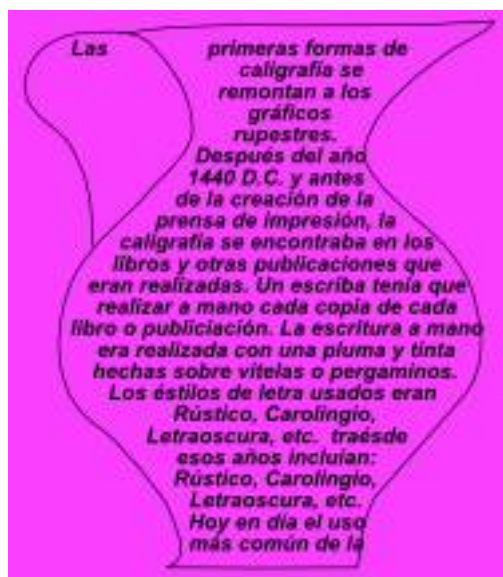 Las primeras formas de
caligrafía se
remontan a los
gráficos
rupestres.
Después del año
1440 D.C. y antes
de la creación de la
prensa de impresión, la
caligrafía se encontraba en los
libros y otras publicaciones que
eran realizadas. Un escriba tenía que
realizar a mano cada copia de cada
libro o publiciación. La escritura a mano
era realizada con una pluma y tinta
hechas sobre vitelas o pergaminos.
Los éstilos de letra usados eran
Rústico, Carolingio,
Letraoscura, etc. traésde
esos años incluían:
Rústico, Carolingio,
Letraoscura, etc.
Hoy en día el uso
más común de la